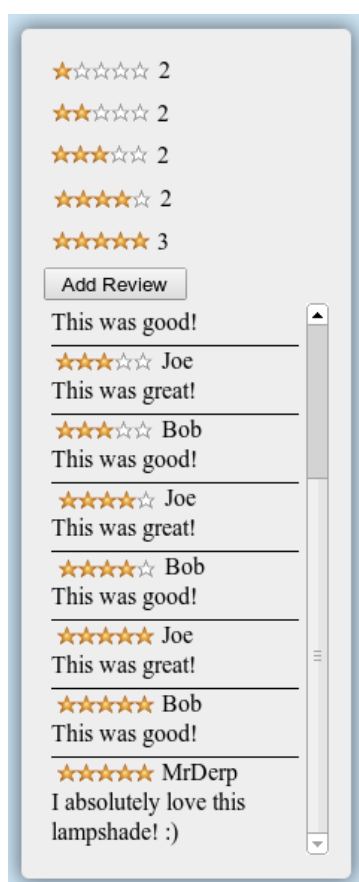 2
2
2
2
3
Add Review
This was good!
Joe
This was great!
Bob
This was good!
Joe
This was great!
Bob
This was good!
Joe
This was great!
Bob
This was good!
MrDerp
I absolutely love this
lampshade! :)